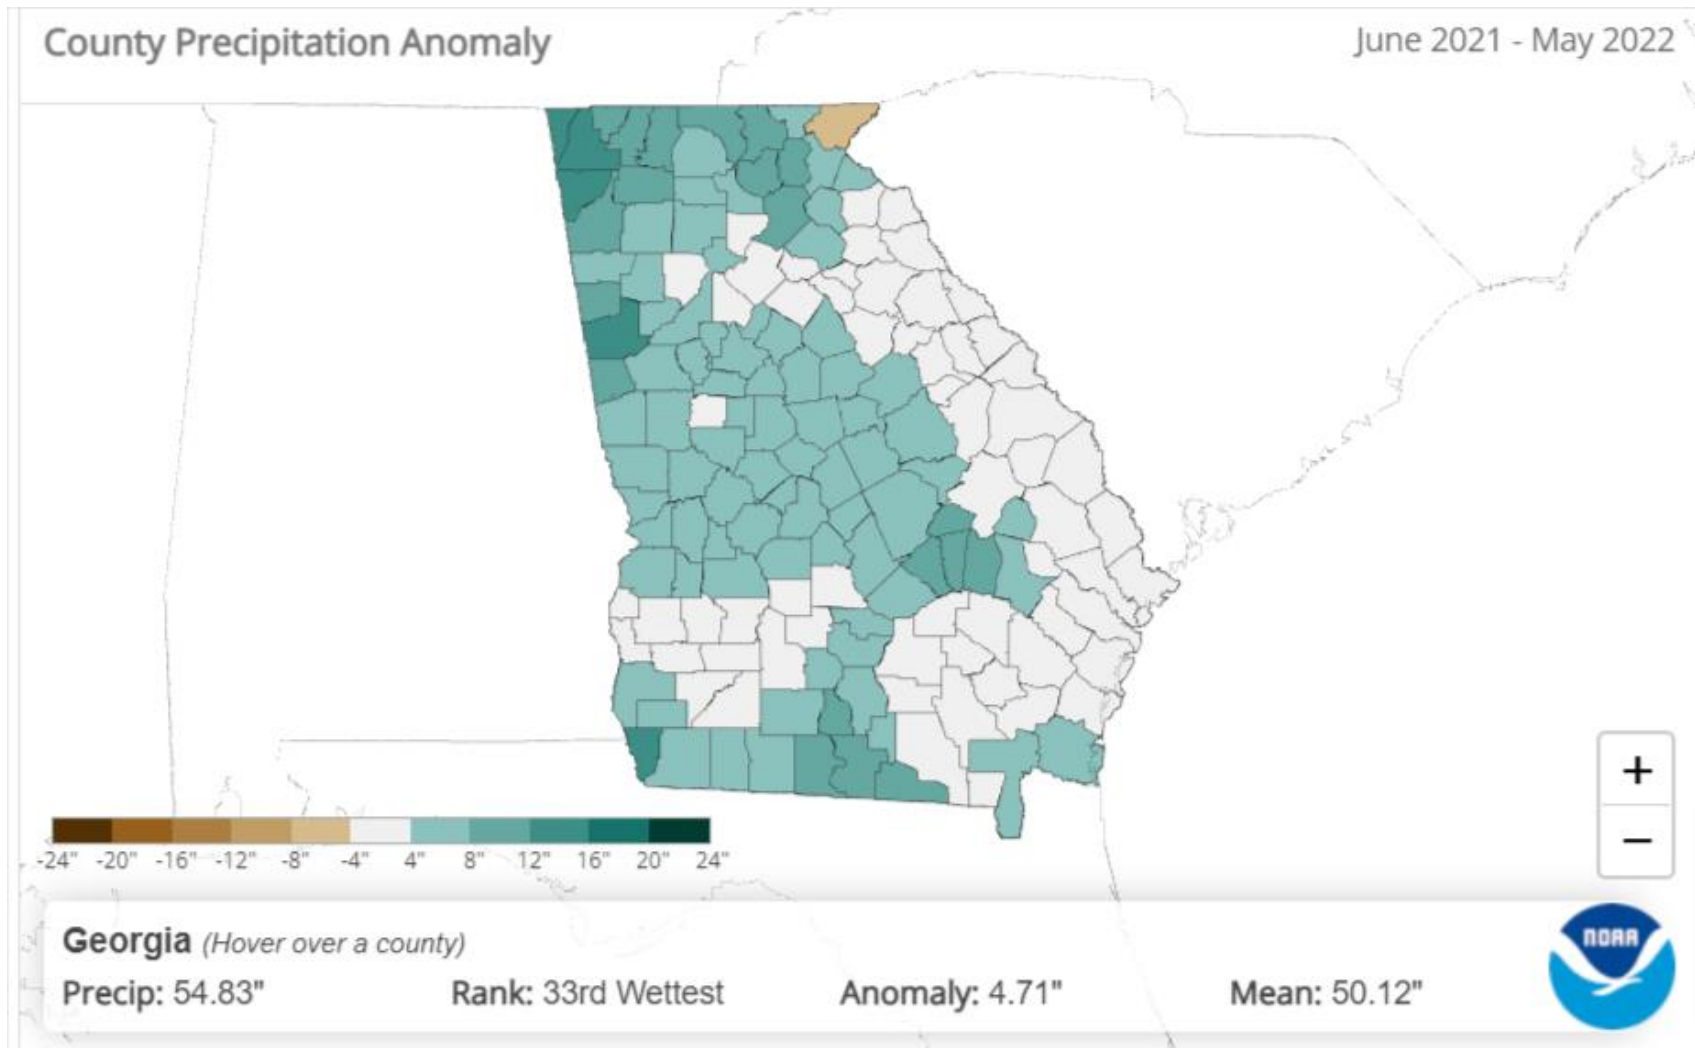 County Precipitation Anomaly
June 2021 - May 2022
+
−
-24" -20" -16" -12" -8" -4" 4" 8" 12" 16" 20" 24"
Georgia (Hover over a county)
Precip: 54.83" Rank: 33rd Wettest Anomaly: 4.71" Mean: 50.12"
NOAA